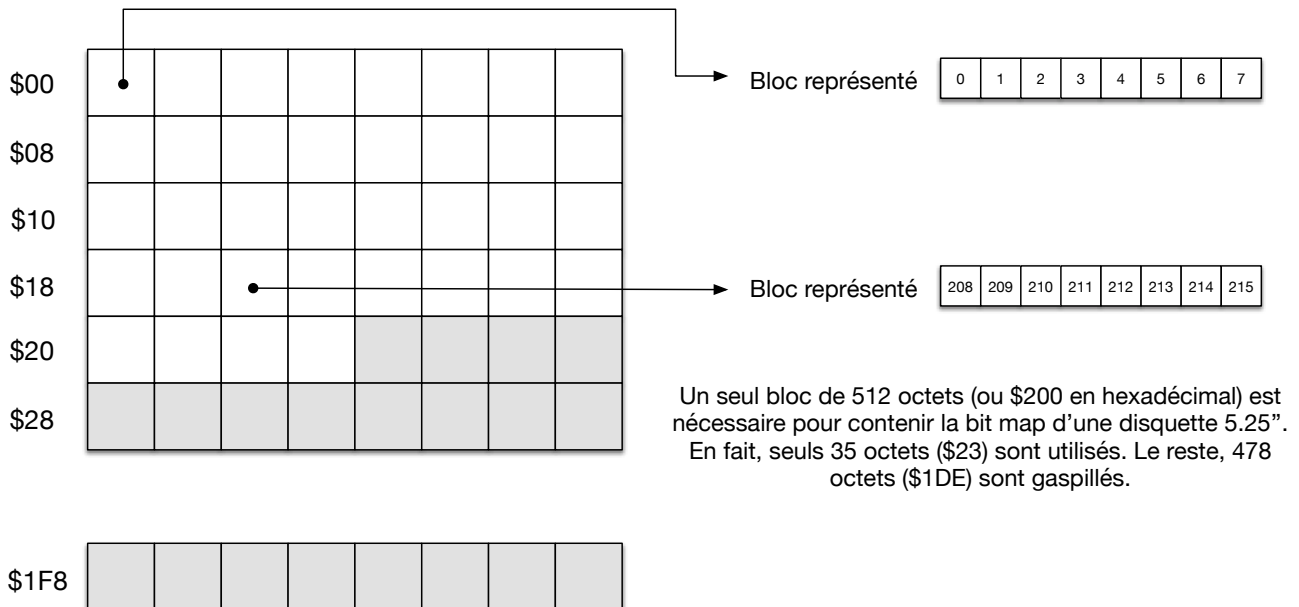 $00
Bloc représenté
0 1 2 3 4 5 6 7
$08
$10
$18
Bloc représenté
208 209 210 211 212 213 214 215
$20
$28
Un seul bloc de 512 octets (ou $200 en hexadécimal) est
nécessaire pour contenir la bit map d’une disquette 5.25”.
En fait, seuls 35 octets ($23) sont utilisés. Le reste, 478
octets ($1DE) sont gaspillés.
$1F8